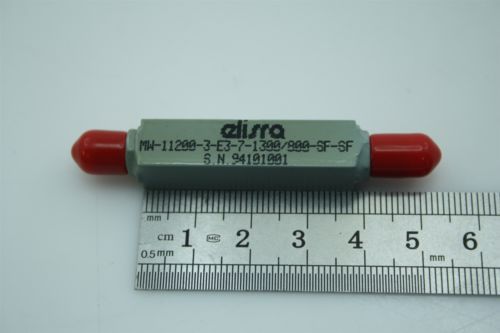 elisra
MW-11200-3-E3-7-1300/800-SF-SF
S.N.94101001
mm
cm 1 MC 2 3 4 5 6
0.5mm